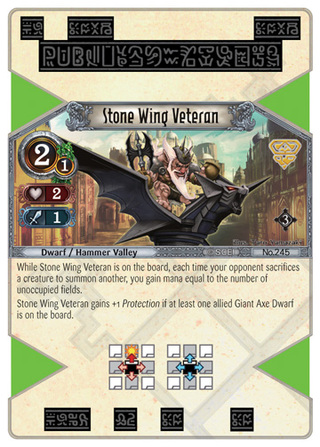 Stone Wing Veteran
2
1
2
1
3
Dwarf / Hammer Valley
No.245
While Stone Wing Veteran is on the board, each time your opponent sacrifices
a creature to summon another, you gain mana equal to the number of
unoccupied fields.
Stone Wing Veteran gains +1 Protection if at least one allied Giant Axe Dwarf
is on the board.